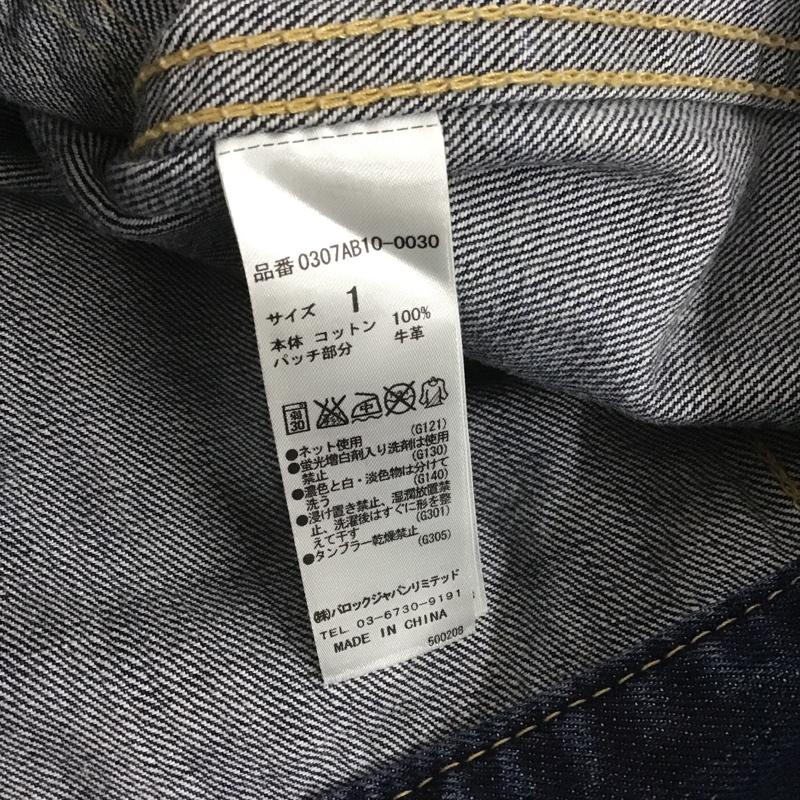 品番 0307AB10-0030
サイズ 1
本体 コットン 100%
パッチ部分 牛革
弱
30
中
●ネット使用 (G121)
●蛍光増白剤入り洗剤は使用
禁止 (G130)
●濃色と白・淡色物は分けて
洗う (G140)
●浸け置き禁止、湿潤放置禁
止、洗濯後はすぐに形を整
えて干す (G301)
●タンブラー乾燥禁止 (G305)
(株)バロックジャパンリミテッド
TEL 03-6730-9191
MADE IN CHINA
500208